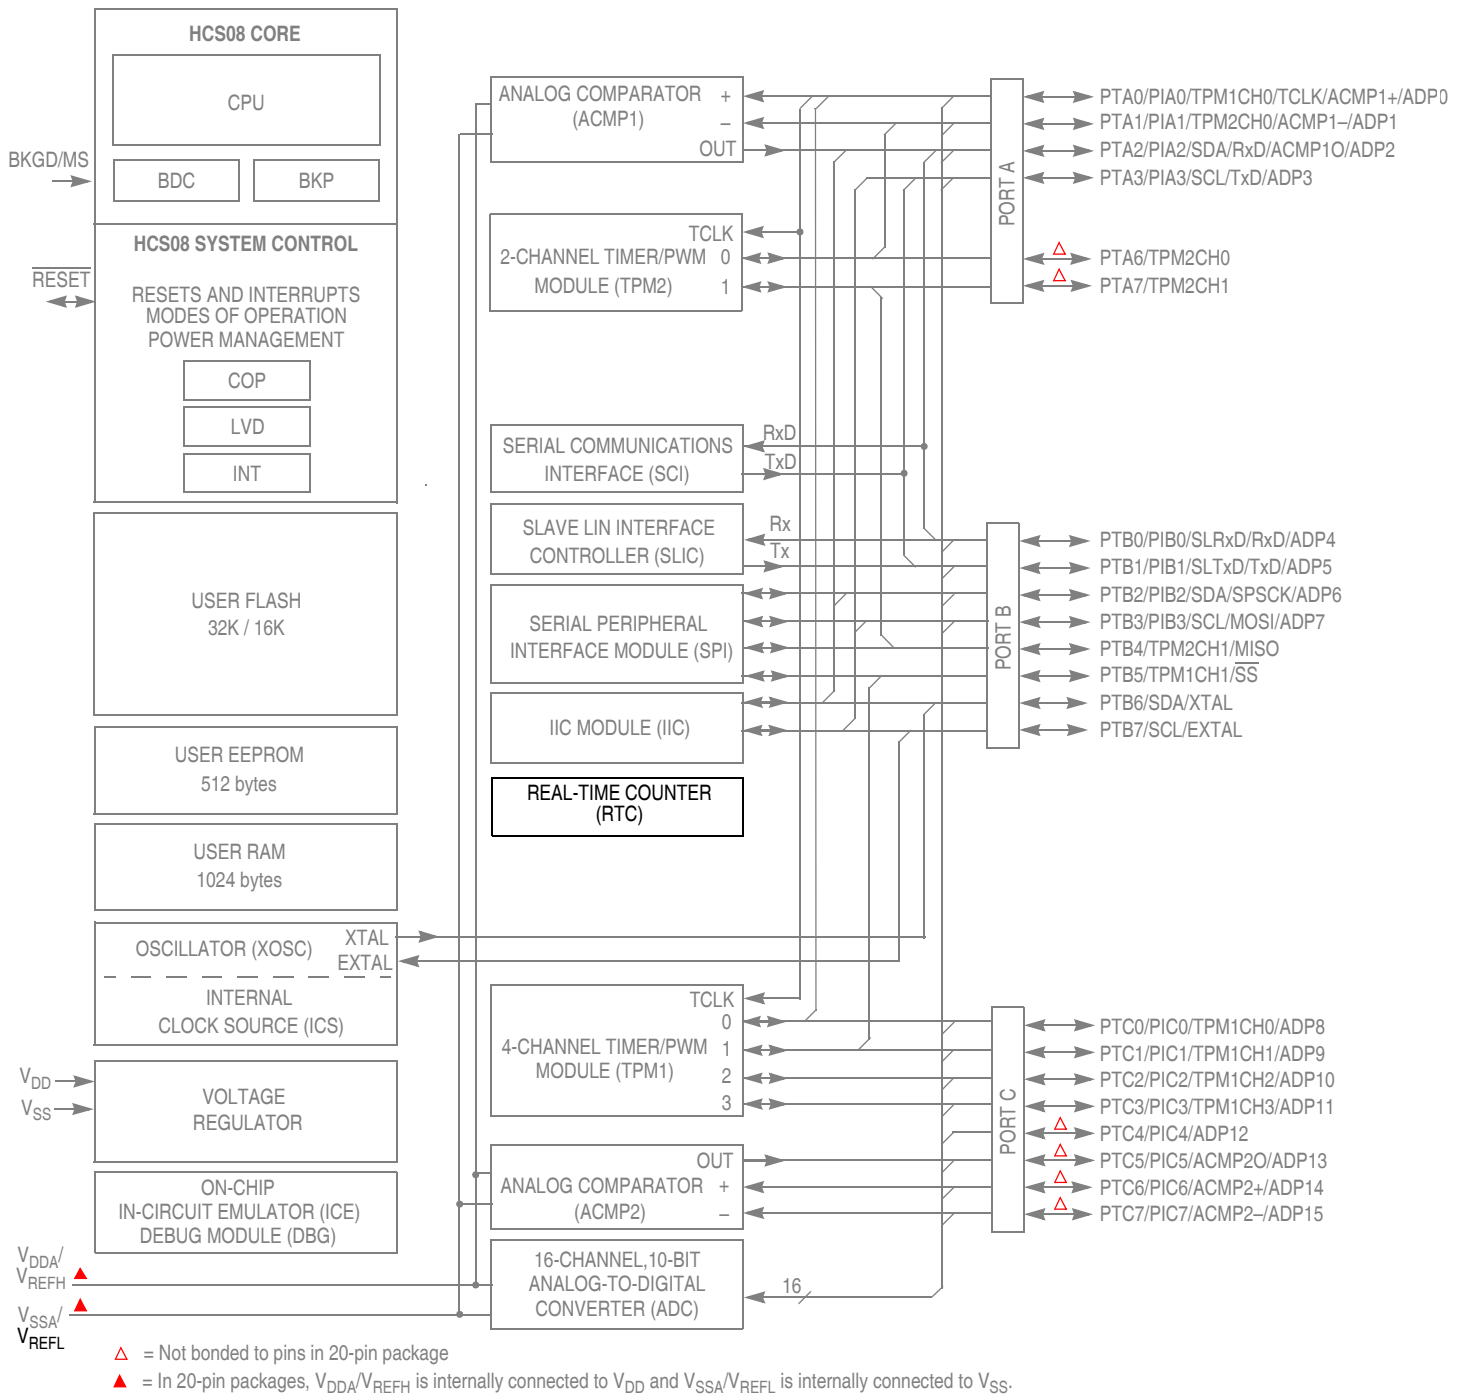 HCS08 CORE
CPU
BDC
BKP
BKGD/MS
HCS08 SYSTEM CONTROL
RESET
RESETS AND INTERRUPTS
MODES OF OPERATION
POWER MANAGEMENT
COP
LVD
INT
USER FLASH
32K / 16K
USER EEPROM
512 bytes
USER RAM
1024 bytes
OSCILLATOR (XOSC)
XTAL
EXTAL
INTERNAL
CLOCK SOURCE (ICS)
VDD
VSS
VOLTAGE
REGULATOR
ON-CHIP
IN-CIRCUIT EMULATOR (ICE)
DEBUG MODULE (DBG)
VDDA/
VREFH
VSSA/
VREFL
ANALOG COMPARATOR
(ACMP1)
+
–
OUT
TCLK
2-CHANNEL TIMER/PWM
MODULE (TPM2)
0
1
SERIAL COMMUNICATIONS
INTERFACE (SCI)
RxD
TxD
SLAVE LIN INTERFACE
CONTROLLER (SLIC)
Rx
Tx
SERIAL PERIPHERAL
INTERFACE MODULE (SPI)
IIC MODULE (IIC)
REAL-TIME COUNTER
(RTC)
TCLK
0
4-CHANNEL TIMER/PWM
MODULE (TPM1)
1
2
3
OUT
ANALOG COMPARATOR
(ACMP2)
+
–
16-CHANNEL,10-BIT
ANALOG-TO-DIGITAL
CONVERTER (ADC)
16
PORT A
PTA0/PIA0/TPM1CH0/TCLK/ACMP1+/ADP0
PTA1/PIA1/TPM2CH0/ACMP1–/ADP1
PTA2/PIA2/SDA/RxD/ACMP1O/ADP2
PTA3/PIA3/SCL/TxD/ADP3
PTA6/TPM2CH0
PTA7/TPM2CH1
PORT B
PTB0/PIB0/SLRxD/RxD/ADP4
PTB1/PIB1/SLTxD/TxD/ADP5
PTB2/PIB2/SDA/SPSCK/ADP6
PTB3/PIB3/SCL/MOSI/ADP7
PTB4/TPM2CH1/MISO
PTB5/TPM1CH1/SS
PTB6/SDA/XTAL
PTB7/SCL/EXTAL
PORT C
PTC0/PIC0/TPM1CH0/ADP8
PTC1/PIC1/TPM1CH1/ADP9
PTC2/PIC2/TPM1CH2/ADP10
PTC3/PIC3/TPM1CH3/ADP11
PTC4/PIC4/ADP12
PTC5/PIC5/ACMP2O/ADP13
PTC6/PIC6/ACMP2+/ADP14
PTC7/PIC7/ACMP2–/ADP15
△ = Not bonded to pins in 20-pin package
▲ = In 20-pin packages, VDDA/VREFH is internally connected to VDD and VSSA/VREFL is internally connected to VSS.